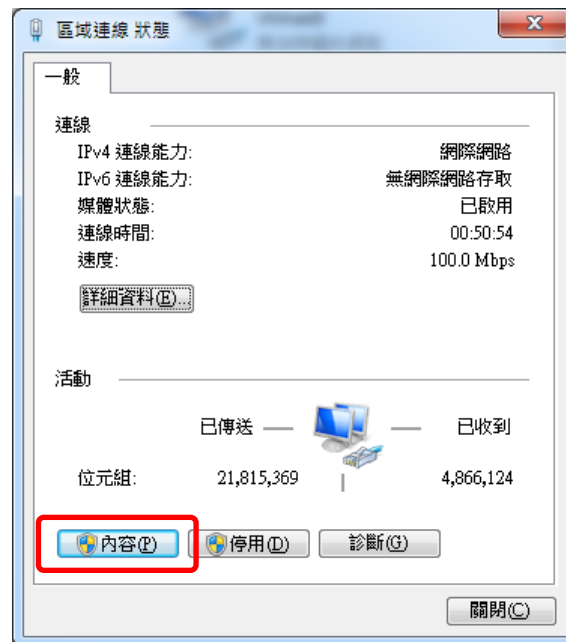 區域連線 狀態
一般
連線
IPv4 連線能力: 網際網路
IPv6 連線能力: 無網際網路存取
媒體狀態: 已啟用
連線時間: 00:50:54
速度: 100.0 Mbps
詳細資料(E)...
活動
已傳送 已收到
位元組: 21,815,369 4,866,124
內容(P) 停用(D) 診斷(G)
關閉(C)